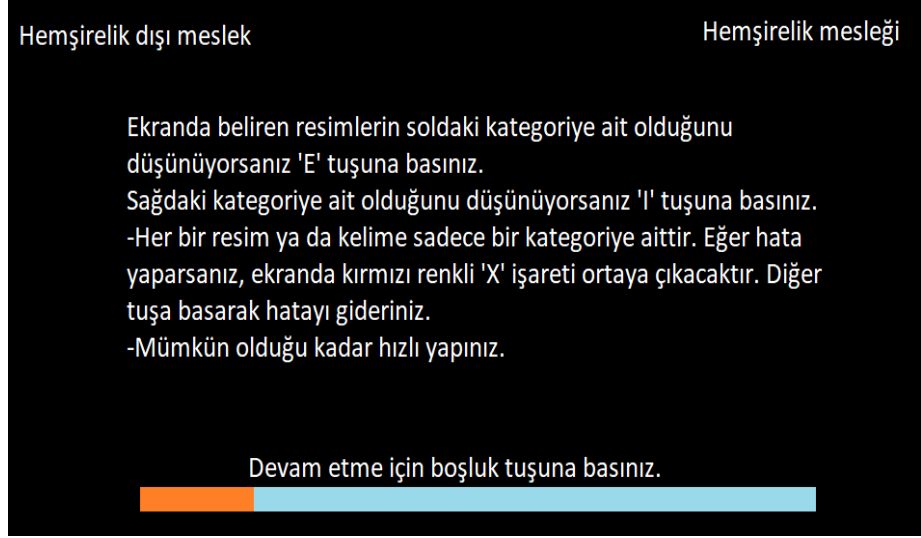 Hemşirelik dışı meslek
Hemşirelik mesleği
Ekranda beliren resimlerin soldaki kategoriye ait olduğunu
düşünüyorsanız 'E' tuşuna basınız.
Sağdaki kategoriye ait olduğunu düşünüyorsanız 'I' tuşuna basınız.
-Her bir resim ya da kelime sadece bir kategoriye aittir. Eğer hata
yaparsanız, ekranda kırmızı renkli 'X' işareti ortaya çıkacaktır. Diğer
tuşa basarak hatayı gideriniz.
-Mümkün olduğu kadar hızlı yapınız.
Devam etme için boşluk tuşuna basınız.